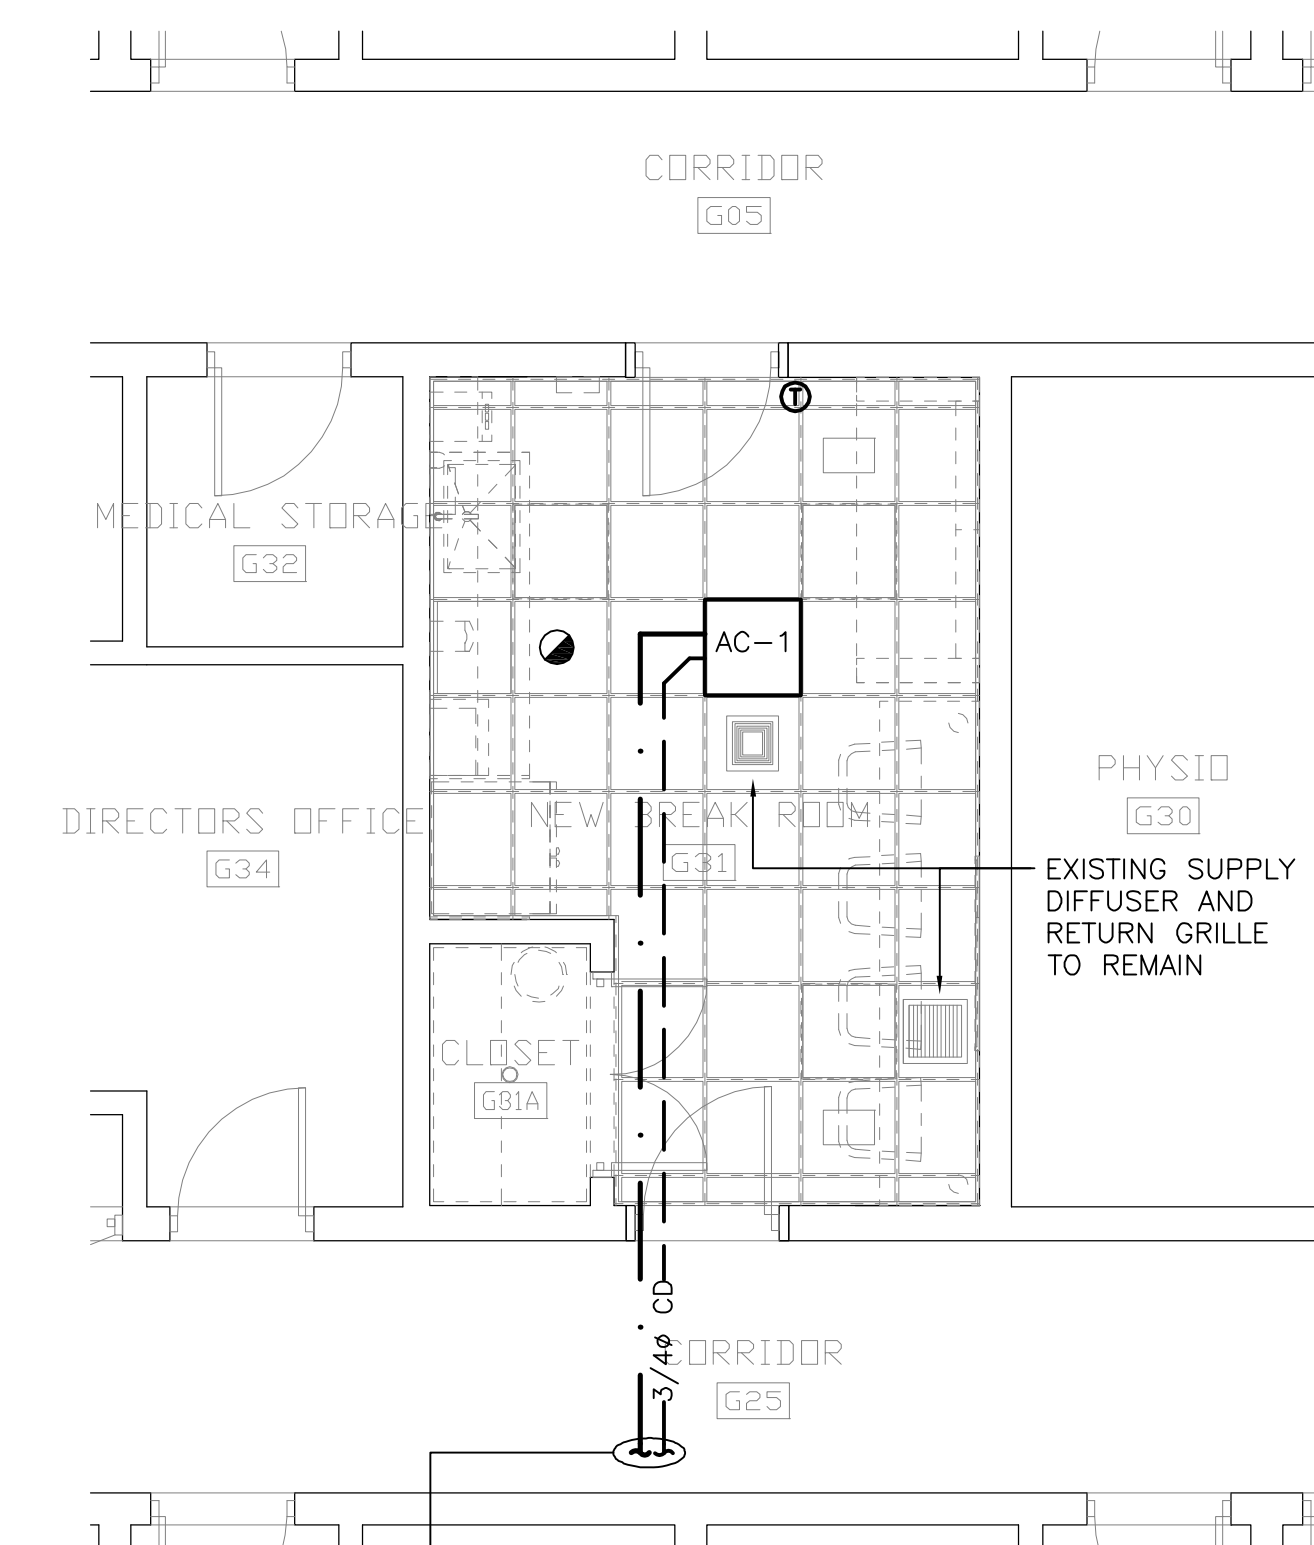 CORRIDOR
G05
T
MEDICAL STORAGE
G32
AC-1
PHYSIO
G30
DIRECTORS OFFICE
G34
NEW BREAK ROOM
G31
EXISTING SUPPLY
DIFFUSER AND
RETURN GRILLE
TO REMAIN
CLOSET
G31A
3/4ø CD
CORRIDOR
G25